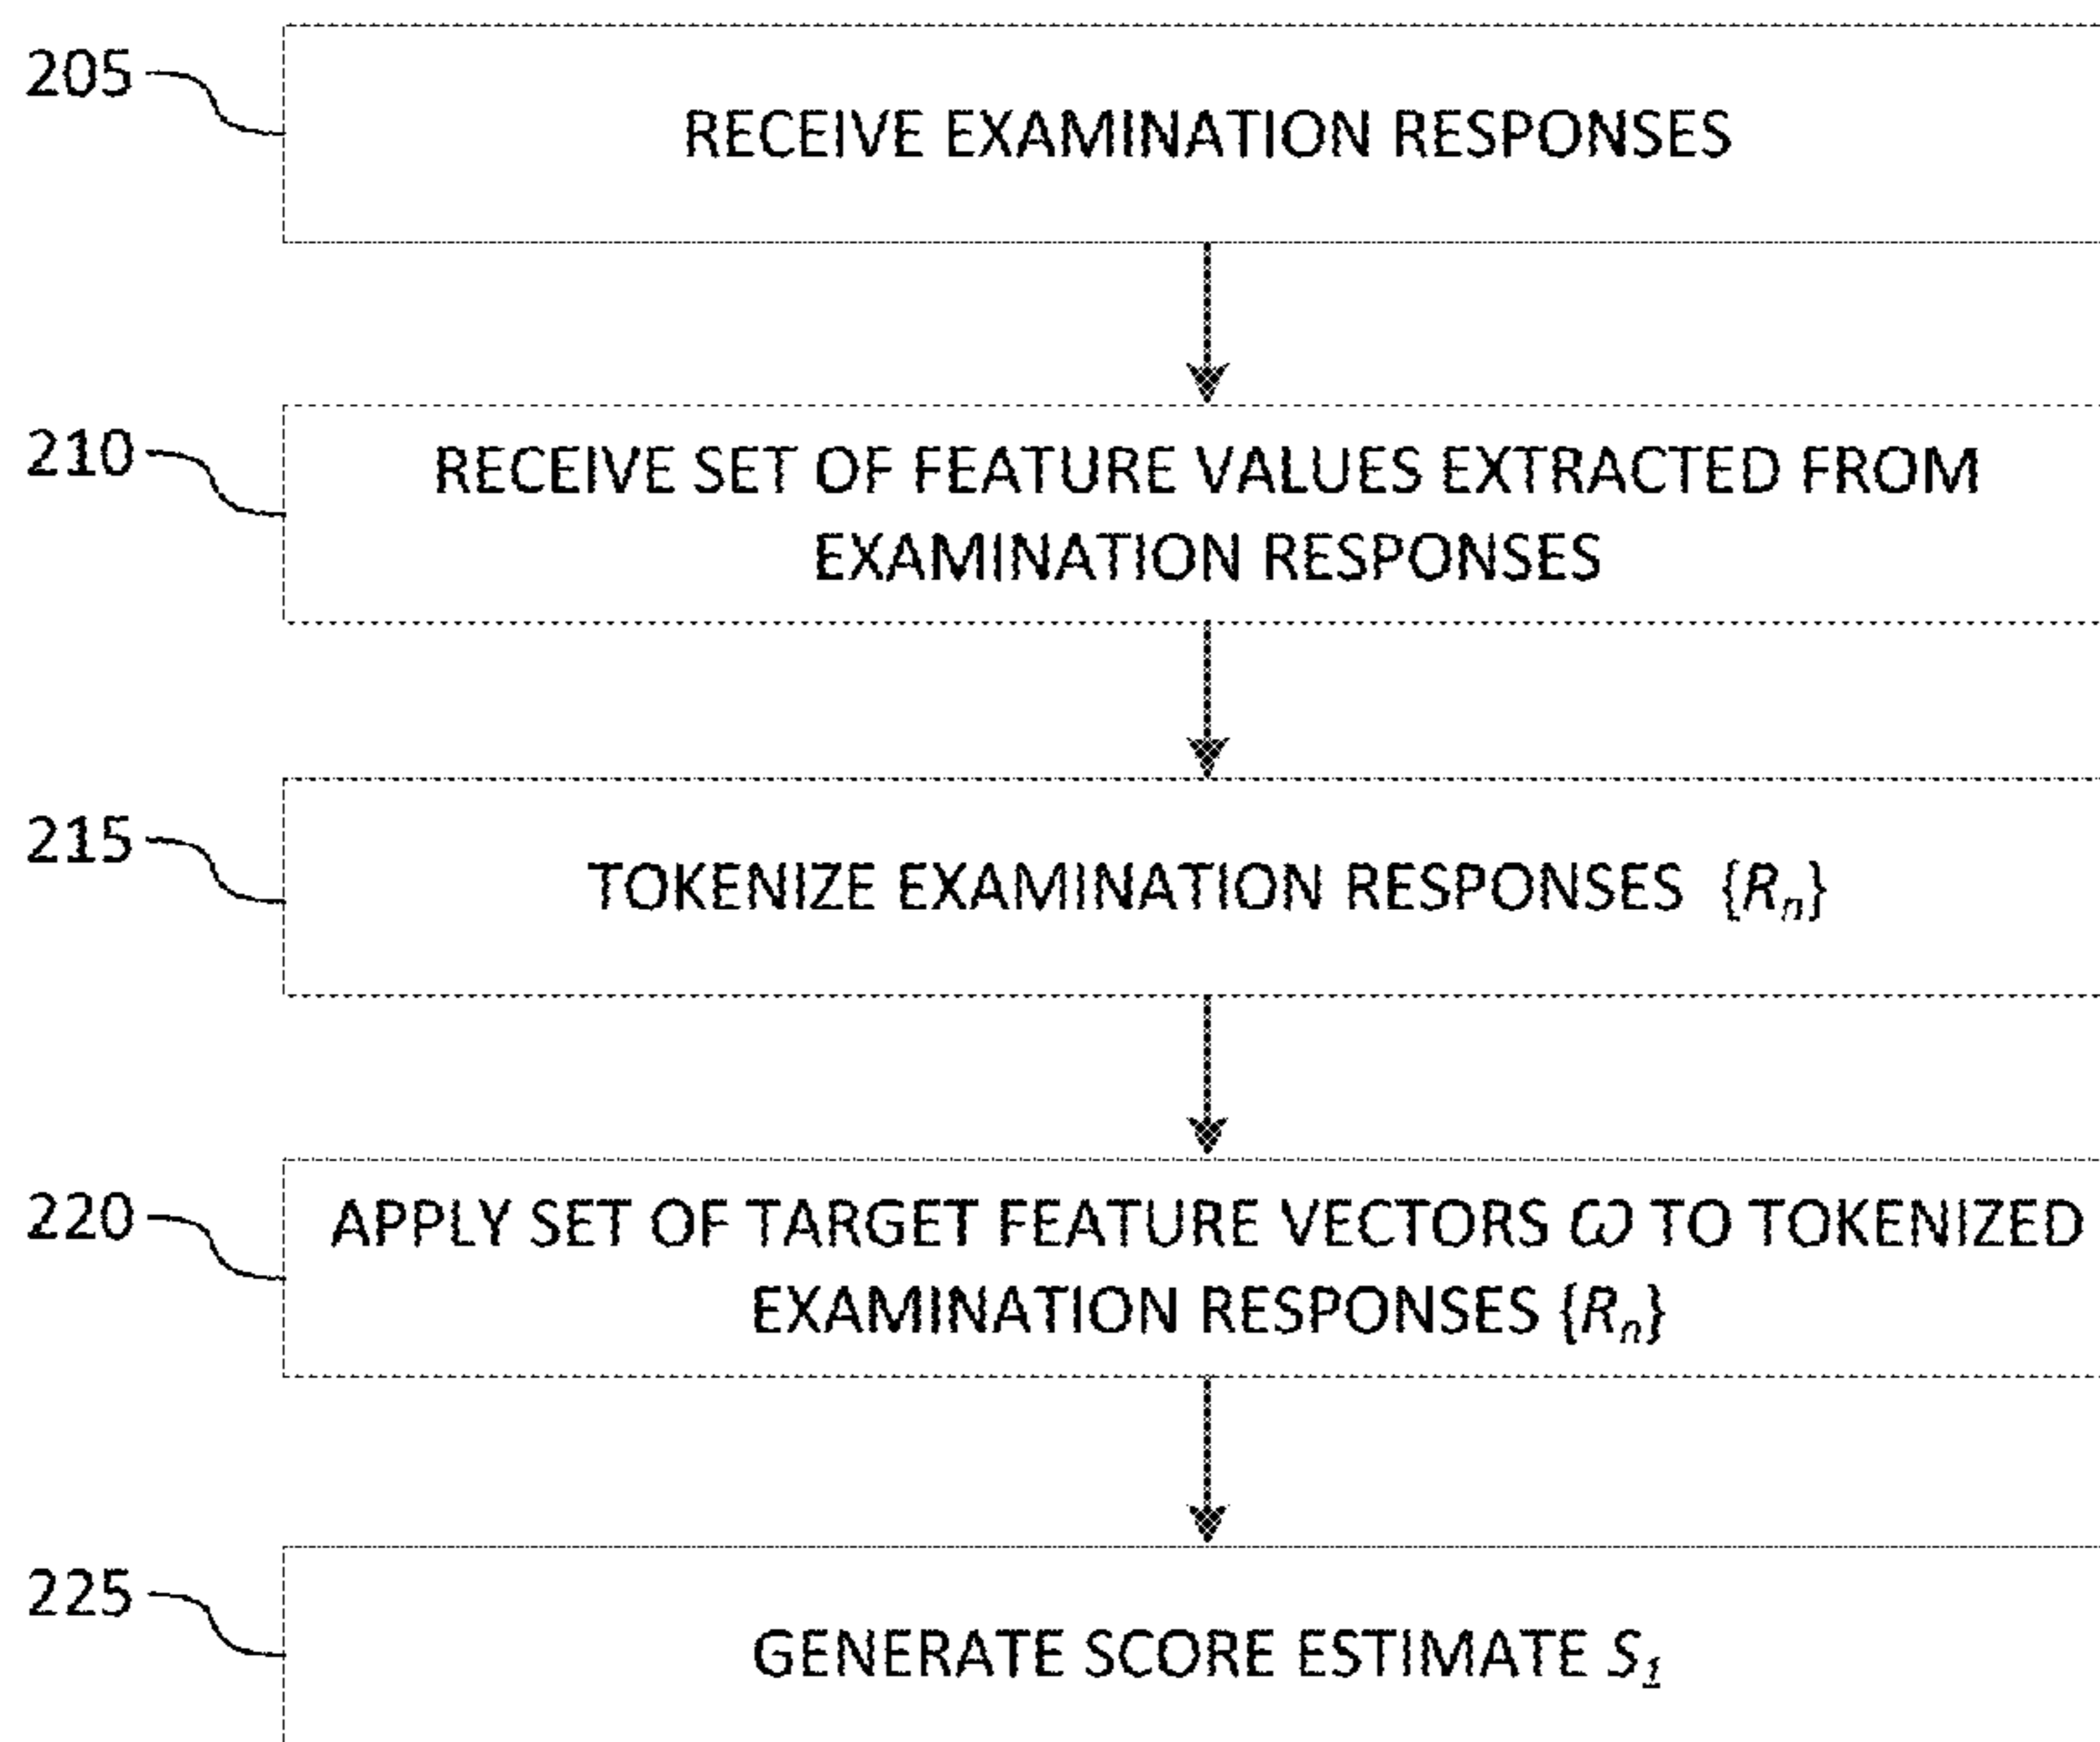 205
RECEIVE EXAMINATION RESPONSES
210
RECEIVE SET OF FEATURE VALUES EXTRACTED FROM
EXAMINATION RESPONSES
215
TOKENIZE EXAMINATION RESPONSES {Rn}
220
APPLY SET OF TARGET FEATURE VECTORS ω TO TOKENIZED
EXAMINATION RESPONSES {Rn}
225
GENERATE SCORE ESTIMATE S1